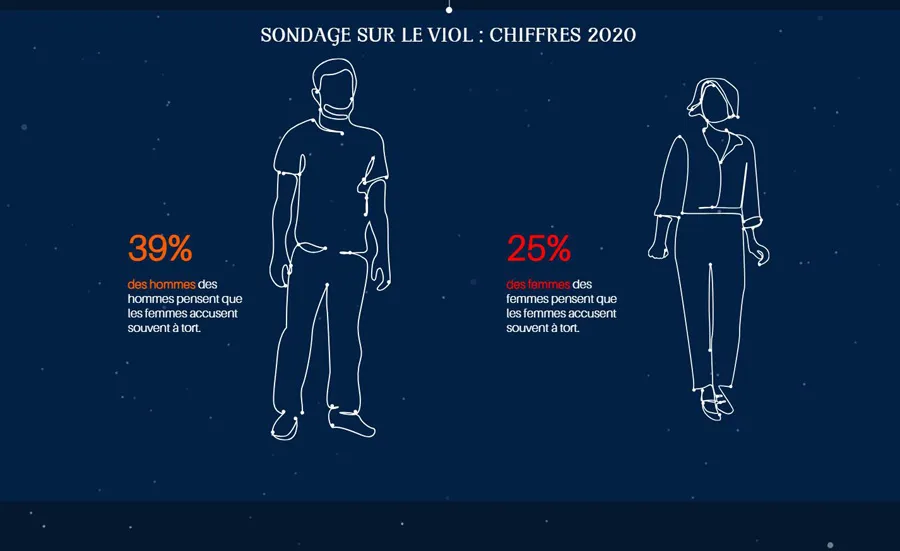 SONDAGE SUR LE VIOL : CHIFFRES 2020
39%
des hommes des
hommes pensent que
les femmes accusent
souvent à tort.
25%
des femmes des
femmes pensent que
les femmes accusent
souvent à tort.